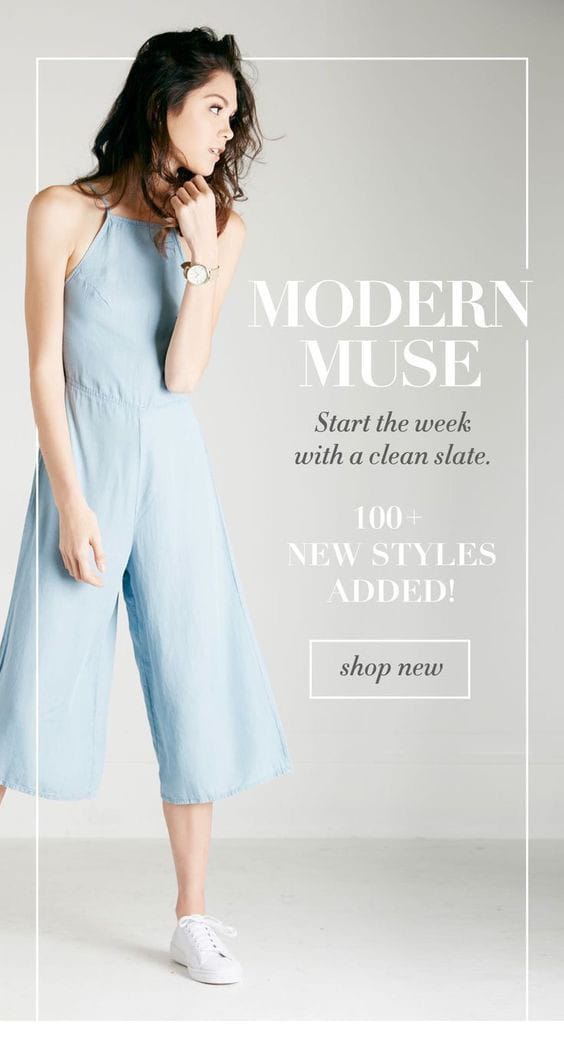 MODERN
MUSE
Start the week
with a clean slate.
100+
NEW STYLES
ADDED!
shop new